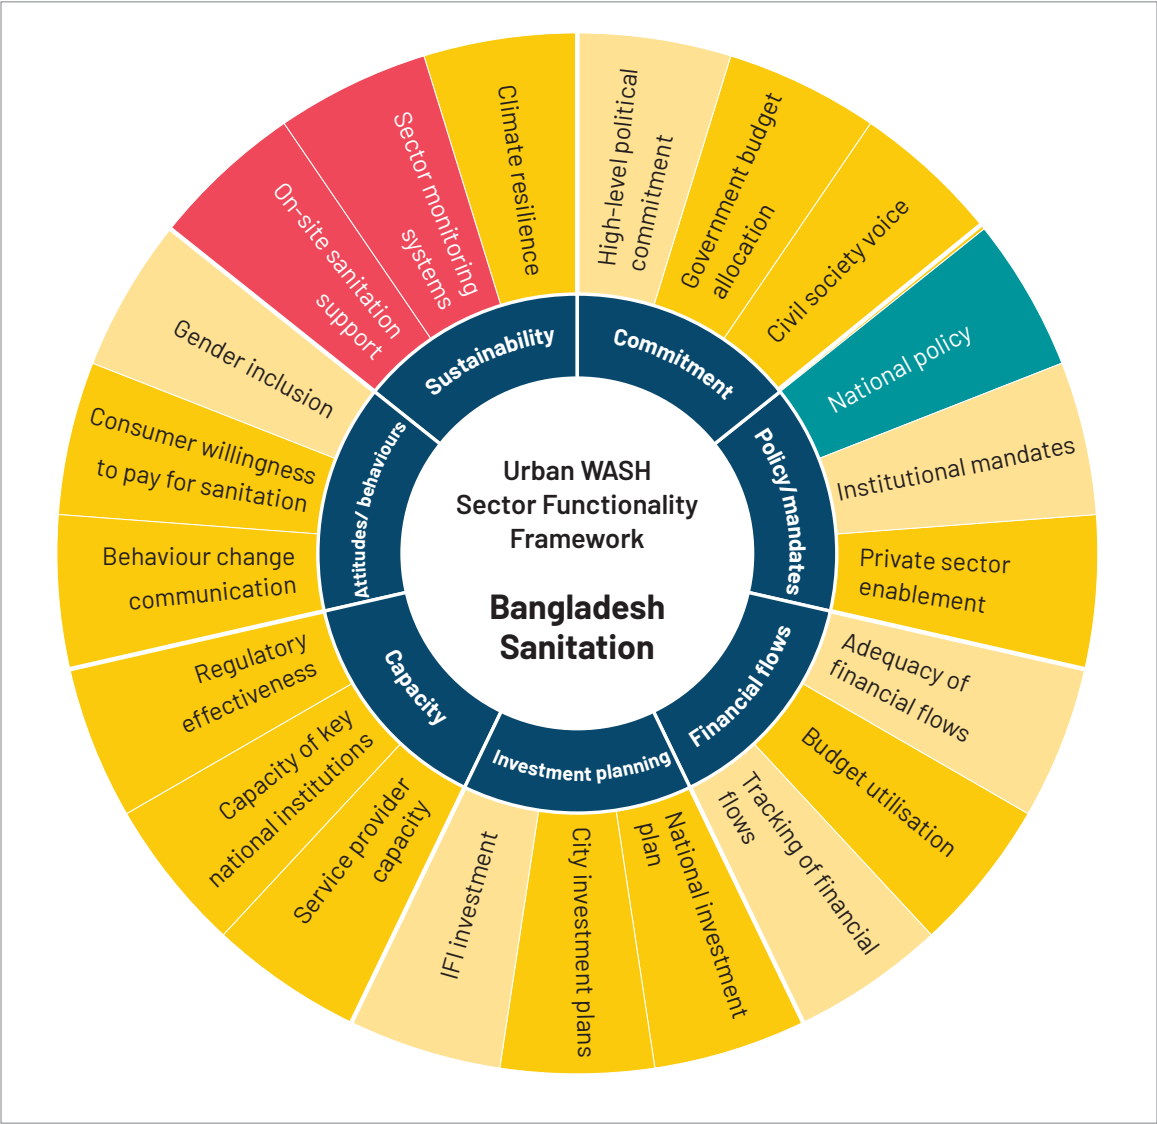 Urban WASH
Sector Functionality
Framework
Bangladesh
Sanitation
Commitment
High-level political
commitment
Government budget
allocation
Civil society voice
Policy/mandates
National policy
Institutional mandates
Private sector
enablement
Financial flows
Adequacy of
financial flows
Budget utilisation
Tracking of financial
flows
Investment planning
National investment
plan
City investment plans
IFI investment
Capacity
Service provider
capacity
Capacity of key
national institutions
Regulatory
effectiveness
Attitudes/ behaviours
Behaviour change
communication
Consumer willingness
to pay for sanitation
Gender inclusion
Sustainability
On-site sanitation
support
Sector monitoring
systems
Climate resilience